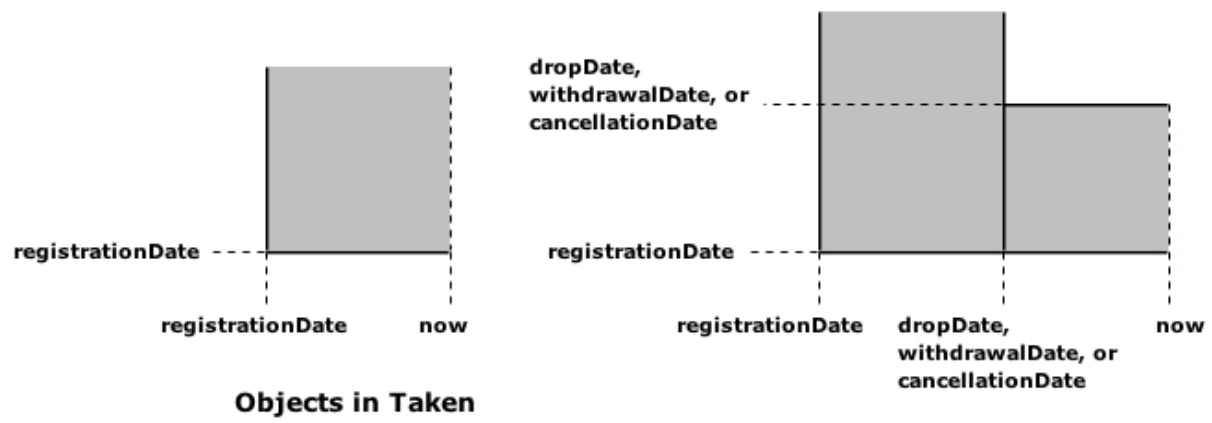 registrationDate
registrationDate
now
Objects in Taken
dropDate,
withdrawalDate, or
cancellationDate
registrationDate
registrationDate
dropDate,
withdrawalDate, or
cancellationDate
now